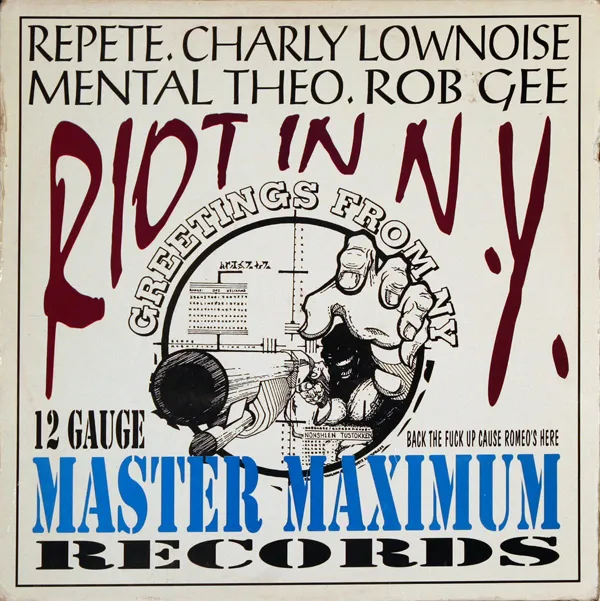 REPETE. CHARLY LOWNOISE
MENTAL THEO. ROB GEE
RIOT IN N.Y.
GREETINGS FROM NY
12 GAUGE
BACK THE FUCK UP CAUSE ROMEO'S HERE
MASTER MAXIMUM
RECORDS